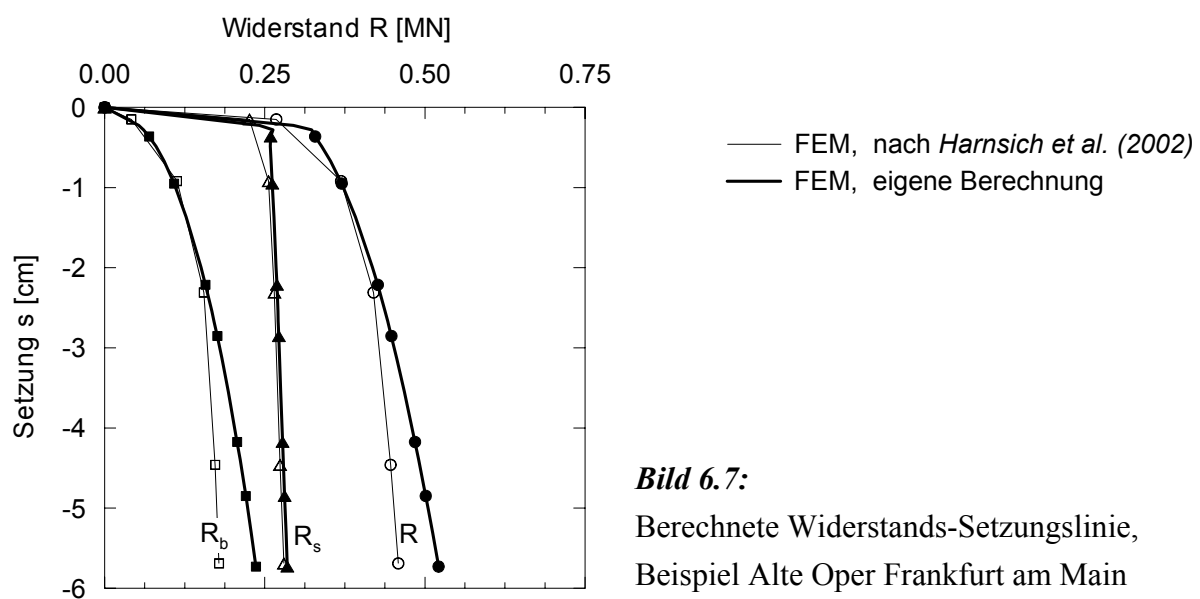 Widerstand R [MN]
0.00 0.25 0.50 0.75
0
-1
-2
-3
-4
-5
-6
Setzung s [cm]
R_b R_s R
FEM, nach Harnsich et al. (2002)
FEM, eigene Berechnung
Bild 6.7:
Berechnete Widerstands-Setzungslinie,
Beispiel Alte Oper Frankfurt am Main